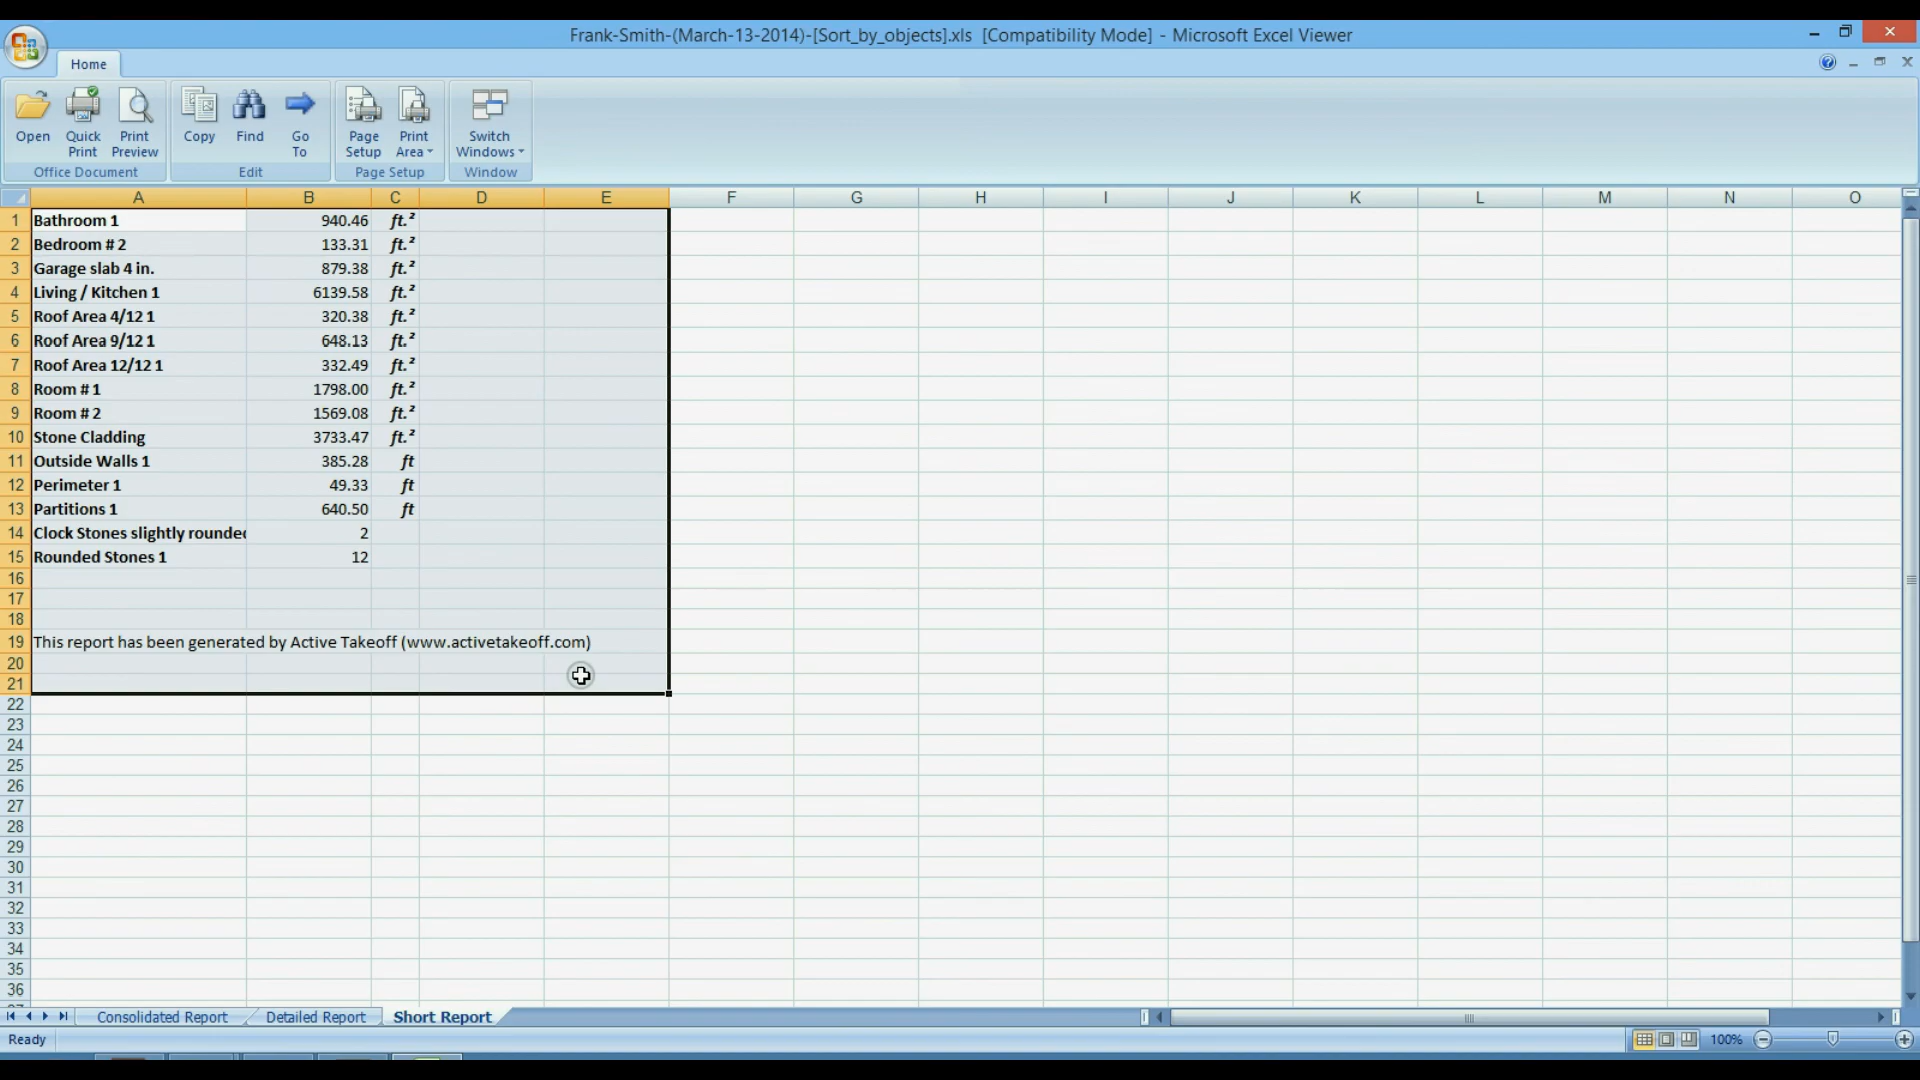 Frank-Smith-(March-13-2014)-[Sort_by_objects].xls [Compatibility Mode] - Microsoft Excel Viewer
Home
Open Quick Print Print Preview Copy Find Go To Page Setup Print Area Switch Windows
Office Document Edit Page Setup Window
A B C D E F G H I J K L M N O
1 Bathroom 1 940.46 ft.²
2 Bedroom # 2 133.31 ft.²
3 Garage slab 4 in. 879.38 ft.²
4 Living / Kitchen 1 6139.58 ft.²
5 Roof Area 4/12 1 320.38 ft.²
6 Roof Area 9/12 1 648.13 ft.²
7 Roof Area 12/12 1 332.49 ft.²
8 Room # 1 1798.00 ft.²
9 Room # 2 1569.08 ft.²
10 Stone Cladding 3733.47 ft.²
11 Outside Walls 1 385.28 ft
12 Perimeter 1 49.33 ft
13 Partitions 1 640.50 ft
14 Clock Stones slightly rounded 2
15 Rounded Stones 1 12
16
17
18
19 This report has been generated by Active Takeoff (www.activetakeoff.com)
20
21
22
23
24
25
26
27
28
29
30
31
32
33
34
35
36
Consolidated Report Detailed Report Short Report
Ready 100%